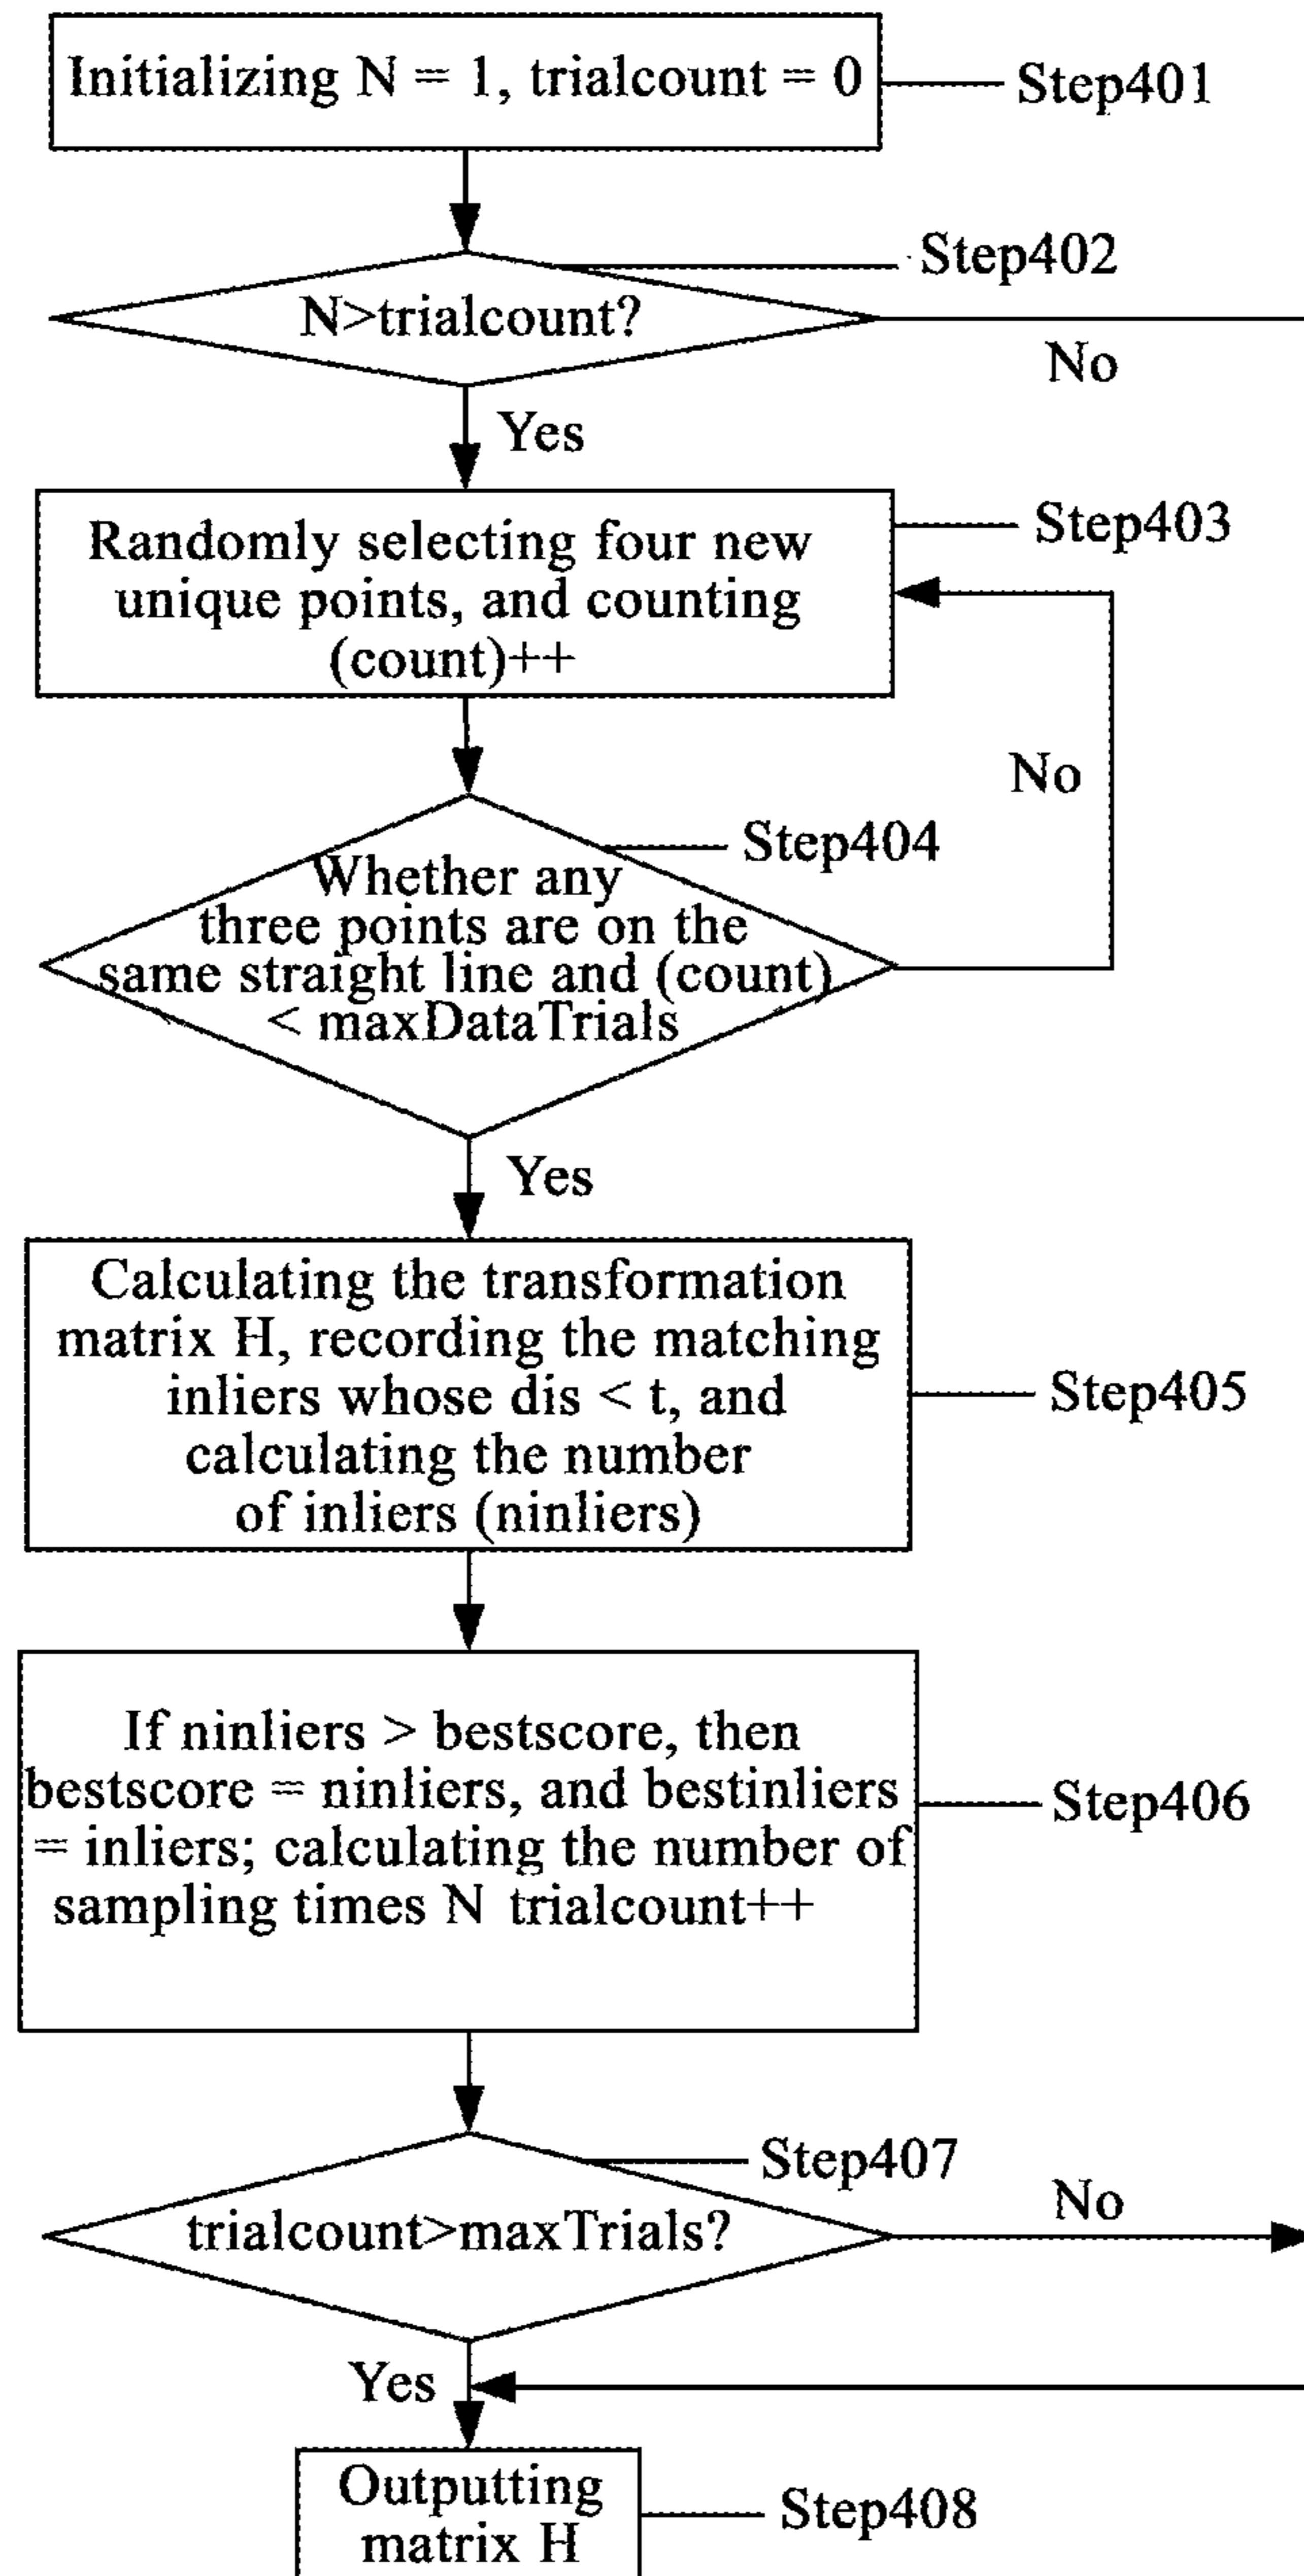 Initializing N = 1, trialcount = 0
Step401
Step402
N>trialcount?
No
Yes
Step403
Randomly selecting four new
unique points, and counting
(count)++
No
Step404
Whether any
three points are on the
same straight line and (count)
< maxDataTrials
Yes
Calculating the transformation
matrix H, recording the matching
inliers whose dis < t, and
calculating the number
of inliers (ninliers)
Step405
If ninliers > bestscore, then
bestscore = ninliers, and bestinliers
= inliers; calculating the number of
sampling times N trialcount++
Step406
Step407
No
trialcount>maxTrials?
Yes
Outputting
matrix H
Step408